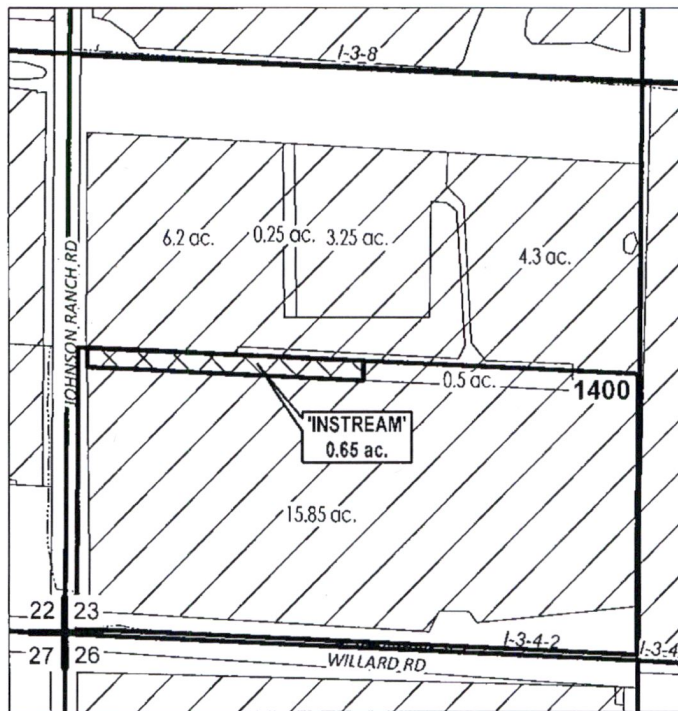 I-3-8
6.2 ac.
0.25 ac.
3.25 ac.
4.3 ac.
JOHNSON RANCH RD
0.5 ac.
1400
'INSTREAM'
0.65 ac.
15.85 ac.
22 23
27 26
I-3-4-2
I-3-4
WILLARD RD